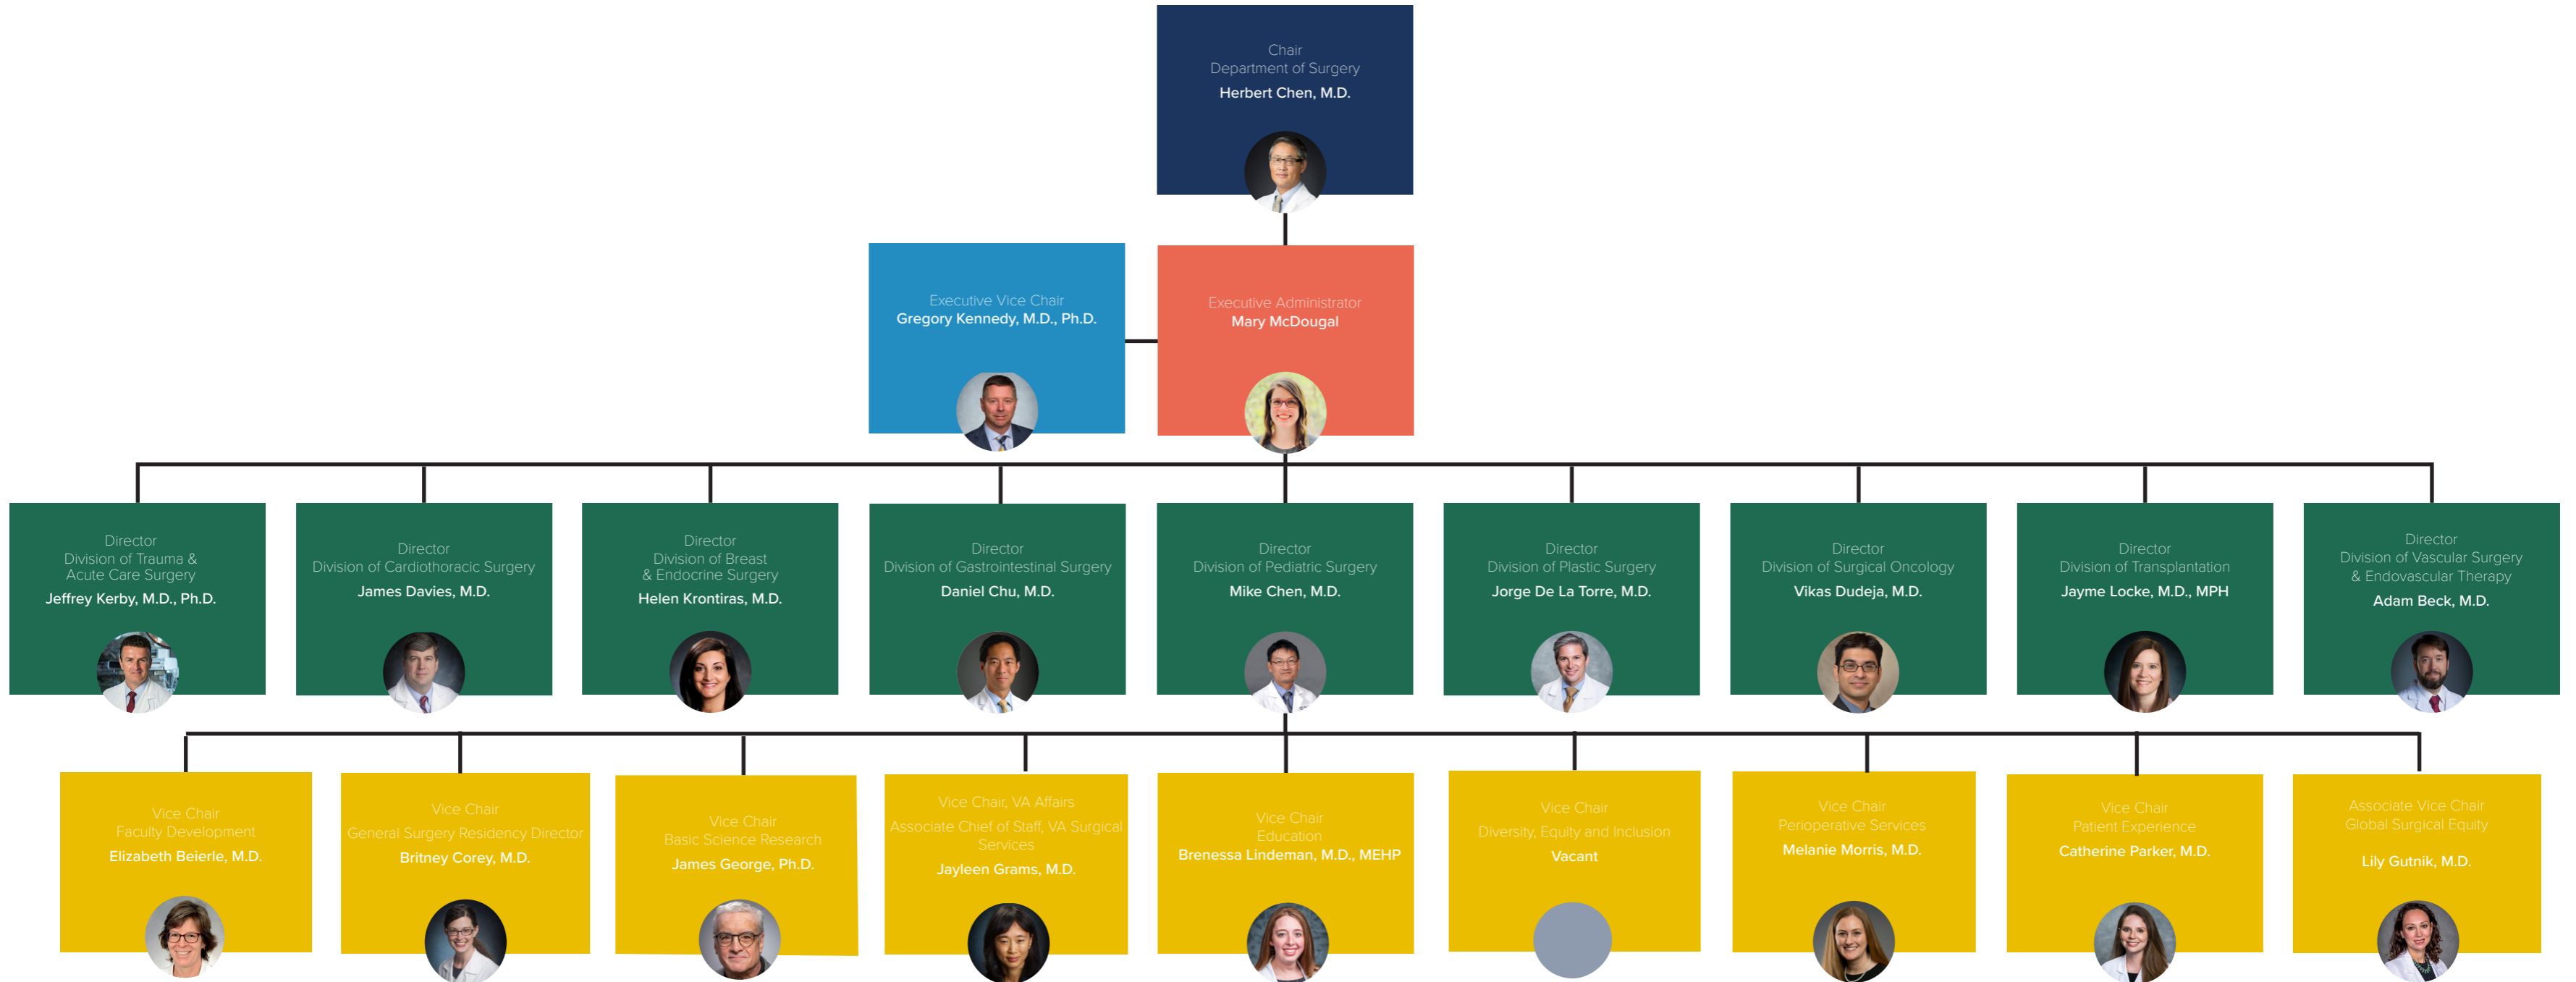 Chair
Department of Surgery
Herbert Chen, M.D.
Executive Vice Chair
Gregory Kennedy, M.D., Ph.D.
Executive Administrator
Mary McDougal
Director
Division of Trauma &
Acute Care Surgery
Jeffrey Kerby, M.D., Ph.D.
Director
Division of Cardiothoracic Surgery
James Davies, M.D.
Director
Division of Breast
& Endocrine Surgery
Helen Krontiras, M.D.
Director
Division of Gastrointestinal Surgery
Daniel Chu, M.D.
Director
Division of Pediatric Surgery
Mike Chen, M.D.
Director
Division of Plastic Surgery
Jorge De La Torre, M.D.
Director
Division of Surgical Oncology
Vikas Dudeja, M.D.
Director
Division of Transplantation
Jayme Locke, M.D., MPH
Director
Division of Vascular Surgery
& Endovascular Therapy
Adam Beck, M.D.
Vice Chair
Faculty Development
Elizabeth Beierle, M.D.
Vice Chair
General Surgery Residency Director
Britney Corey, M.D.
Vice Chair
Basic Science Research
James George, Ph.D.
Vice Chair, VA Affairs
Associate Chief of Staff, VA Surgical
Services
Jayleen Grams, M.D.
Vice Chair
Education
Brenessa Lindeman, M.D., MEHP
Vice Chair
Diversity, Equity and Inclusion
Vacant
Vice Chair
Perioperative Services
Melanie Morris, M.D.
Vice Chair
Patient Experience
Catherine Parker, M.D.
Associate Vice Chair
Global Surgical Equity
Lily Gutnik, M.D.